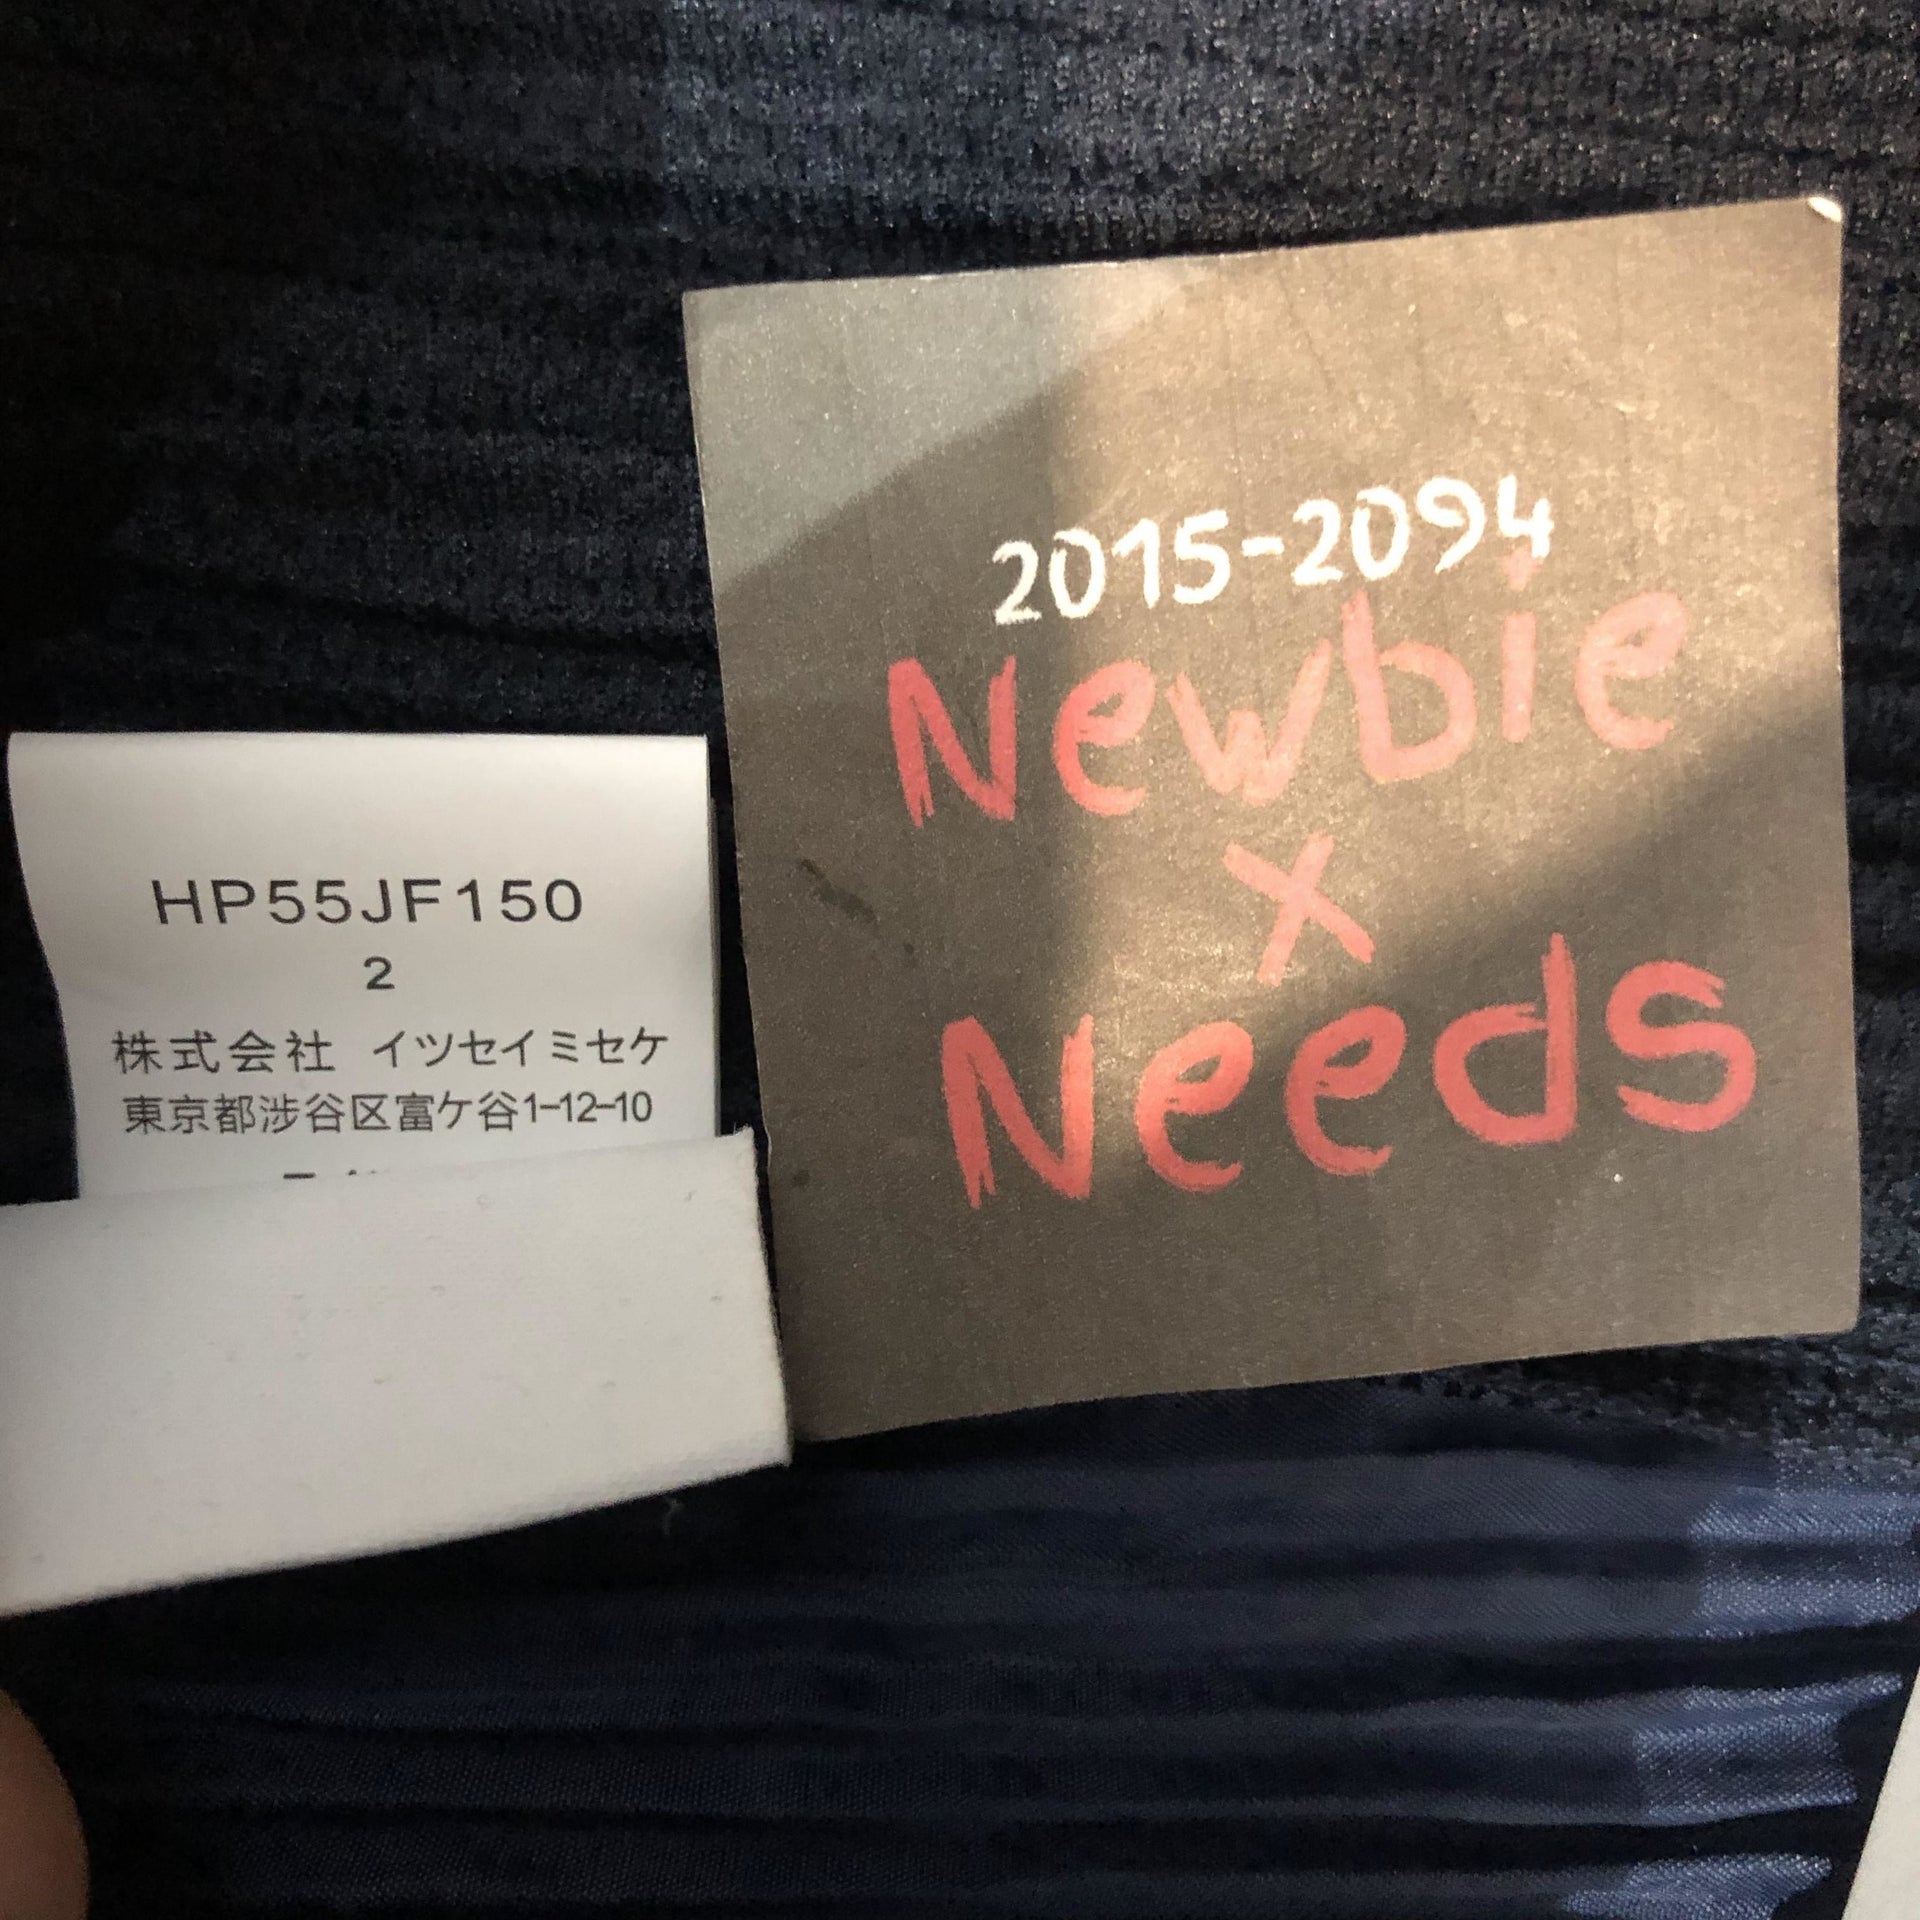 HP55JF150
2
株式会社 イツセイミセケ
東京都渉谷区富ケ谷1-12-10
2015-2094
Newbie
x
Needs